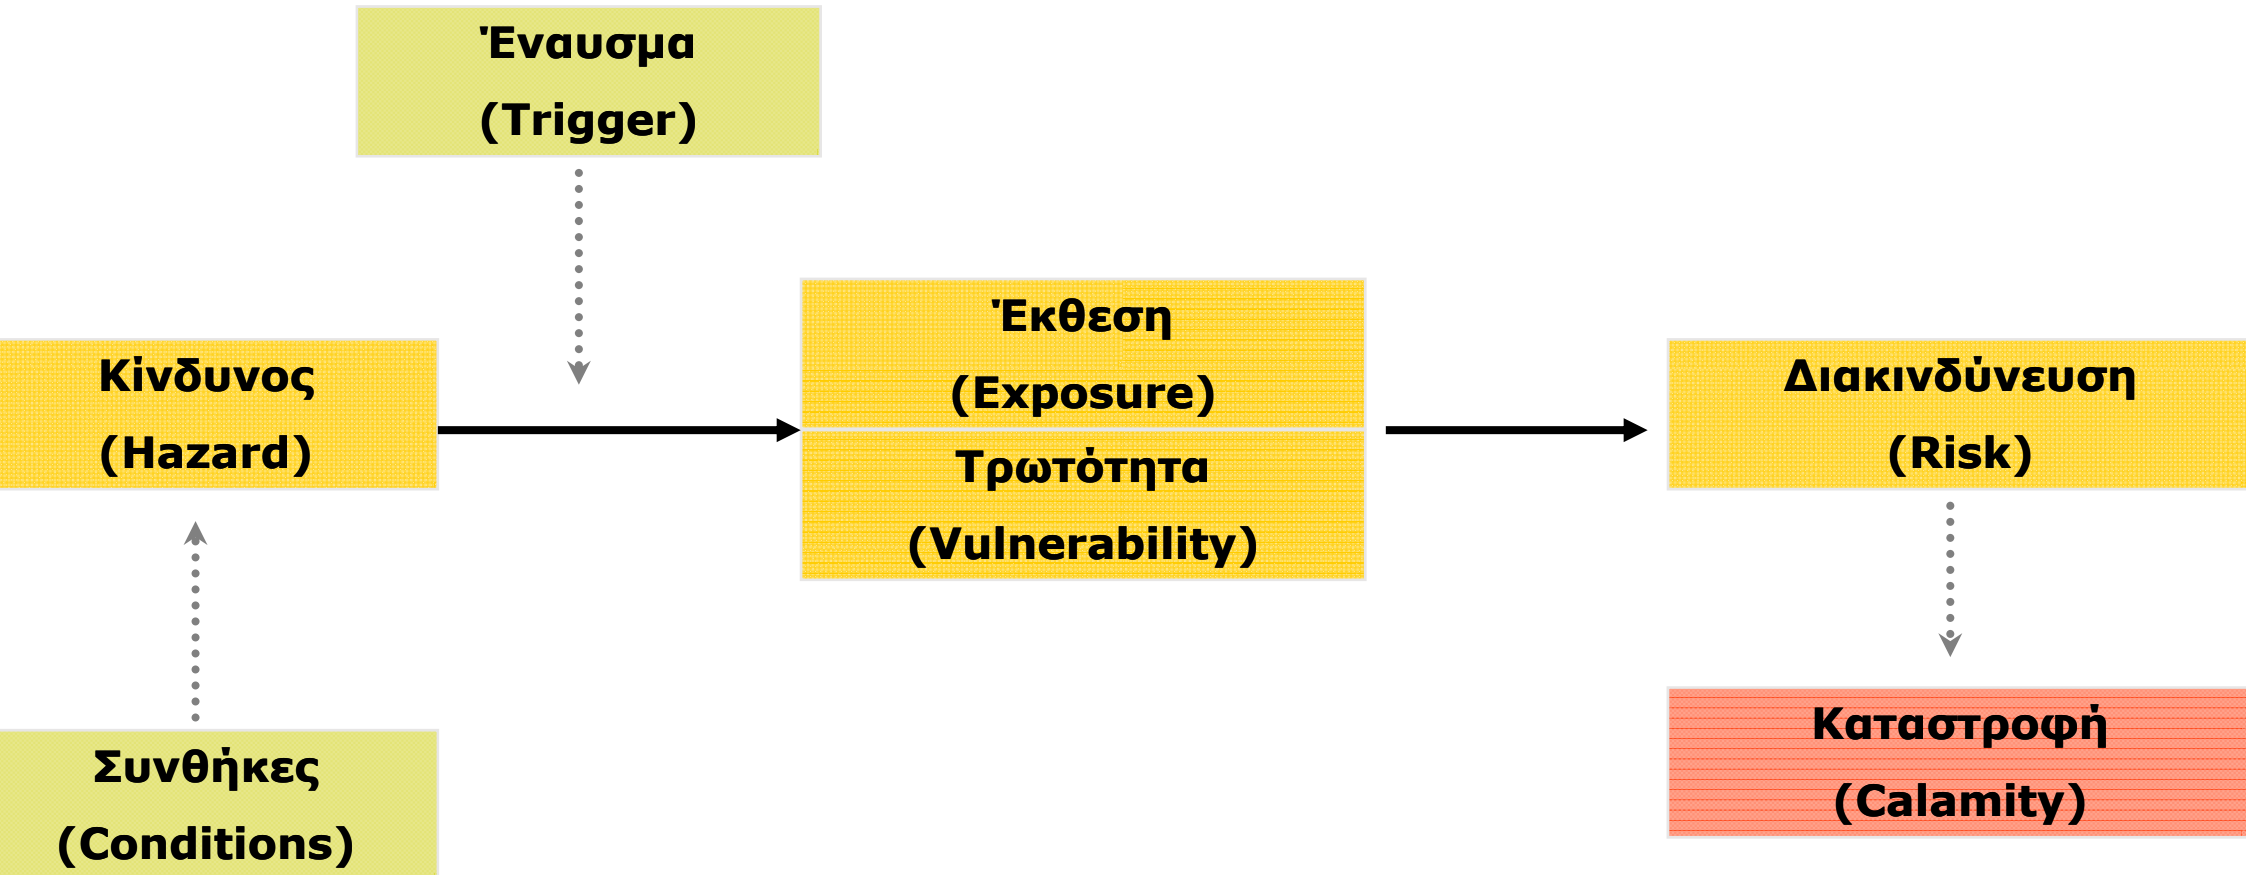 Έναυσμα
(Trigger)
Κίνδυνος
(Hazard)
Έκθεση
(Exposure)
Τρωτότητα
(Vulnerability)
Διακινδύνευση
(Risk)
Συνθήκες
(Conditions)
Καταστροφή
(Calamity)